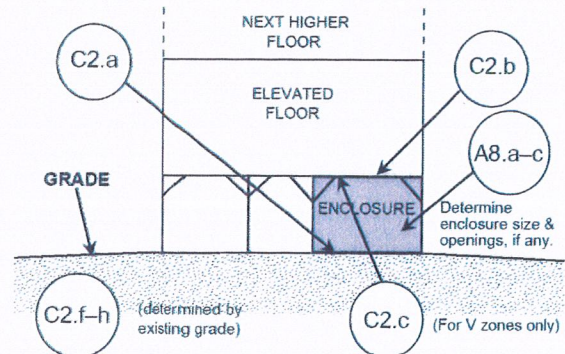 NEXT HIGHER
FLOOR
C2.a
C2.b
ELEVATED
FLOOR
A8.a–c
GRADE
ENCLOSURE
Determine
enclosure size &
openings, if any.
C2.f–h
(determined by
existing grade)
C2.c
(For V zones only)